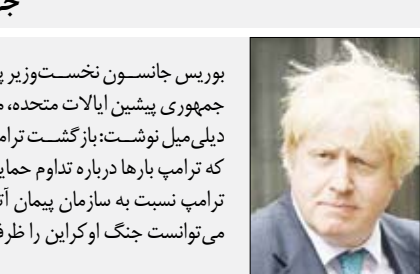 بوریس جانسون نخست‌وزیر پ
جمهوری پیشین ایالات متحده، م
دیلی‌میل نوشت: بازگشت ترام
که ترامپ بارها درباره تداوم حمای
ترامپ نسبت به سازمان پیمان آت
می‌توانست جنگ اوکراین را ظرف